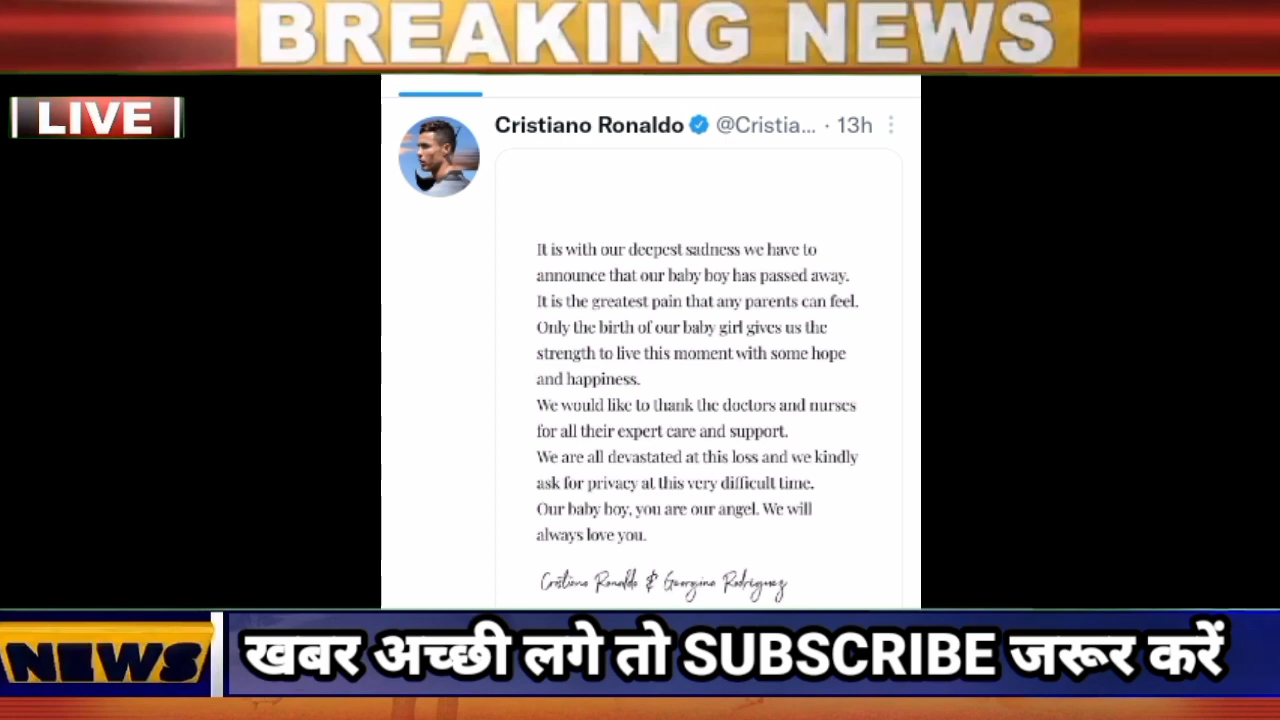 BREAKING NEWS
LIVE
Cristiano Ronaldo @Cristia... · 13h
It is with our deepest sadness we have to
announce that our baby boy has passed away.
It is the greatest pain that any parents can feel.
Only the birth of our baby girl gives us the
strength to live this moment with some hope
and happiness.
We would like to thank the doctors and nurses
for all their expert care and support.
We are all devastated at this loss and we kindly
ask for privacy at this very difficult time.
Our baby boy, you are our angel. We will
always love you.
Cristiano Ronaldo & Georgina Rodriguez
NEWS
खबर अच्छी लगे तो SUBSCRIBE जरूर करें